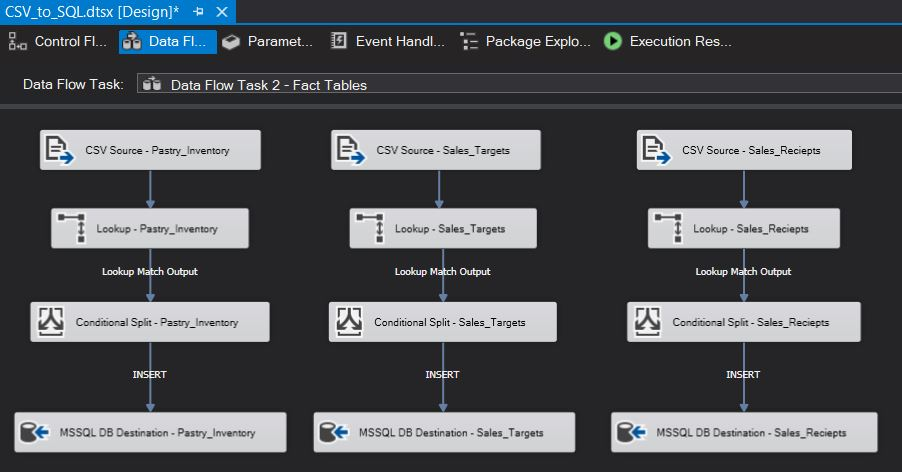 CSV_to_SQL.dtsx [Design]*
Control Fl... Data Fl... Paramet... Event Handl... Package Explo... Execution Res...
Data Flow Task: Data Flow Task 2 - Fact Tables
CSV Source - Pastry_Inventory CSV Source - Sales_Targets CSV Source - Sales_Reciepts
Lookup - Pastry_Inventory Lookup - Sales_Targets Lookup - Sales_Reciepts
Lookup Match Output Lookup Match Output Lookup Match Output
Conditional Split - Pastry_Inventory Conditional Split - Sales_Targets Conditional Split - Sales_Reciepts
INSERT INSERT INSERT
MSSQL DB Destination - Pastry_Inventory MSSQL DB Destination - Sales_Targets MSSQL DB Destination - Sales_Reciepts